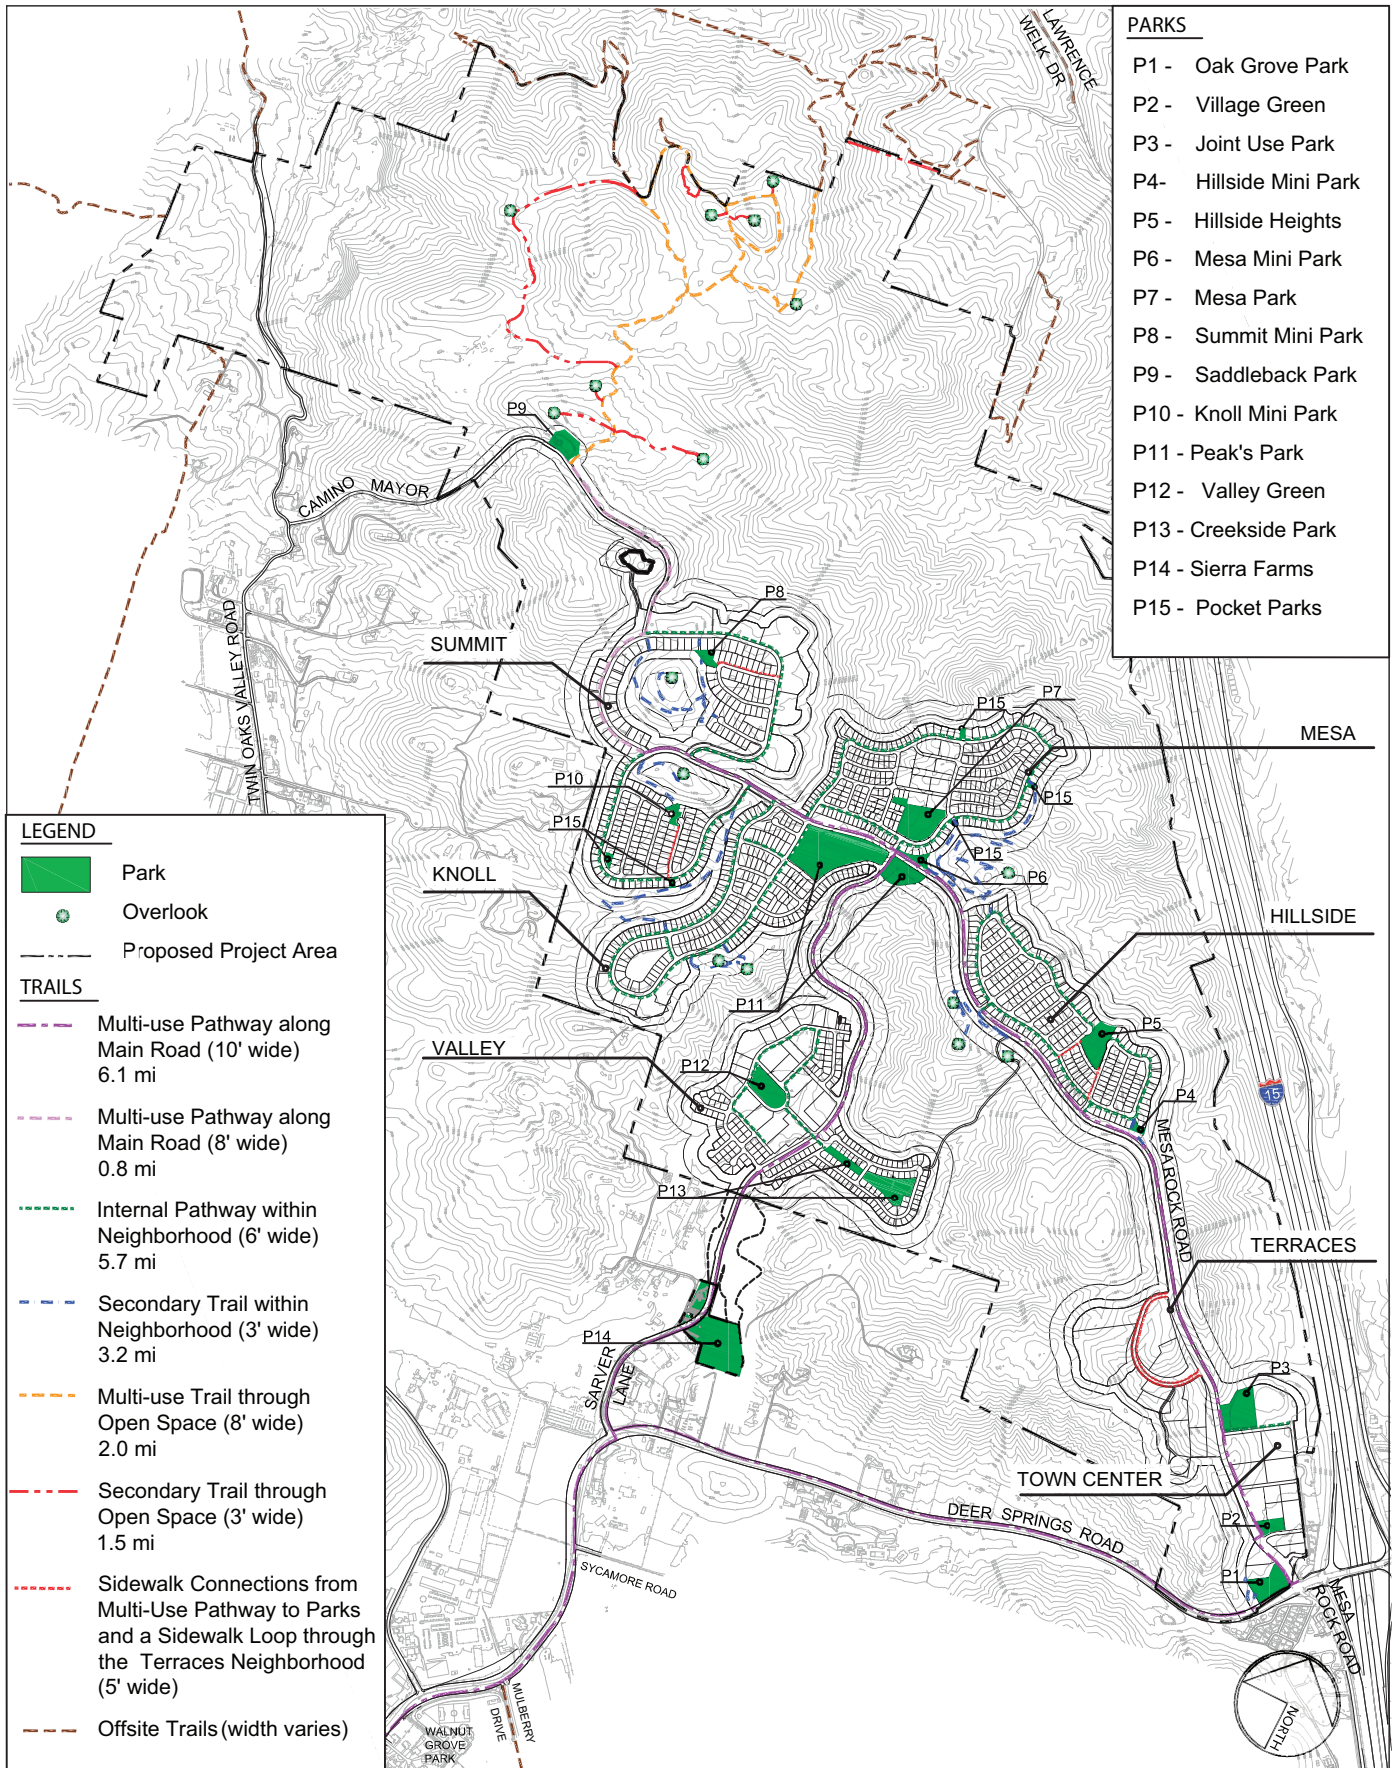 LAWRENCE
WELK DR
PARKS
P1 - Oak Grove Park
P2 - Village Green
P3 - Joint Use Park
P4- Hillside Mini Park
P5 - Hillside Heights
P6 - Mesa Mini Park
P7 - Mesa Park
P8 - Summit Mini Park
P9 - Saddleback Park
P10 - Knoll Mini Park
P11 - Peak's Park
P12 - Valley Green
P13 - Creekside Park
P14 - Sierra Farms
P15 - Pocket Parks
P9
CAMINO MAYOR
TWIN OAKS VALLEY ROAD
P8
SUMMIT
P7
P15
MESA
P10
P15
P15
P15
P6
KNOLL
HILLSIDE
P11
P5
VALLEY
P12
15
P4
MESA ROCK ROAD
P13
TERRACES
P14
SARVER
LANE
P3
TOWN CENTER
DEER SPRINGS ROAD
P2
P1
SYCAMORE ROAD
MESA
ROCK ROAD
MULBERRY
DRIVE
WALNUT
GROVE
PARK
NORTH
LEGEND
Park
Overlook
Proposed Project Area
TRAILS
Multi-use Pathway along
Main Road (10' wide)
6.1 mi
Multi-use Pathway along
Main Road (8' wide)
0.8 mi
Internal Pathway within
Neighborhood (6' wide)
5.7 mi
Secondary Trail within
Neighborhood (3' wide)
3.2 mi
Multi-use Trail through
Open Space (8' wide)
2.0 mi
Secondary Trail through
Open Space (3' wide)
1.5 mi
Sidewalk Connections from
Multi-Use Pathway to Parks
and a Sidewalk Loop through
the Terraces Neighborhood
(5' wide)
Offsite Trails (width varies)